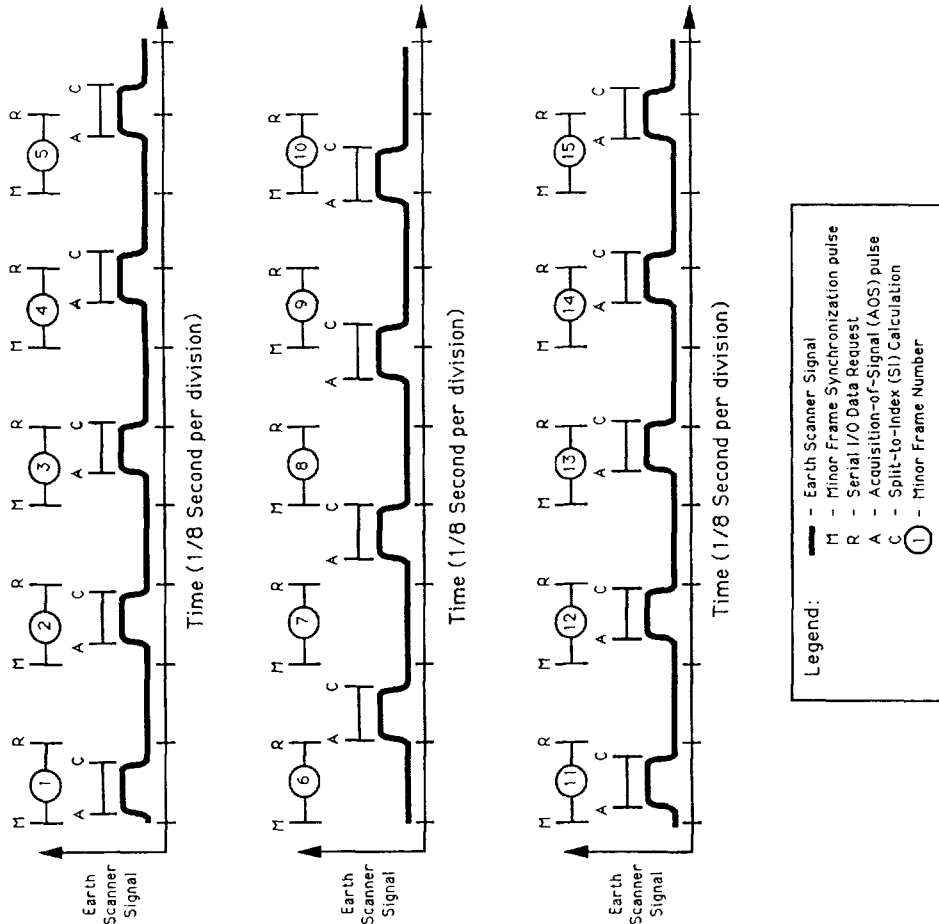 M R M R M R M R M R
1 2 3 4 5
A C A C A C A C A C
Earth
Scanner
Signal
Time (1/8 Second per division)
M R M R M R M R M R
6 7 8 9 10
A C A C A C A C
Earth
Scanner
Signal
Time (1/8 Second per division)
M R M R M R M R M R
11 12 13 14 15
A C A C A C A C A C
Earth
Scanner
Signal
Time (1/8 Second per division)
Legend:
- Earth Scanner Signal
M - Minor Frame Synchronization pulse
R - Serial I/O Data Request
A - Acquisition-of-Signal (AOS) pulse
C - Split-to-Index (SI) Calculation
1 - Minor Frame Number